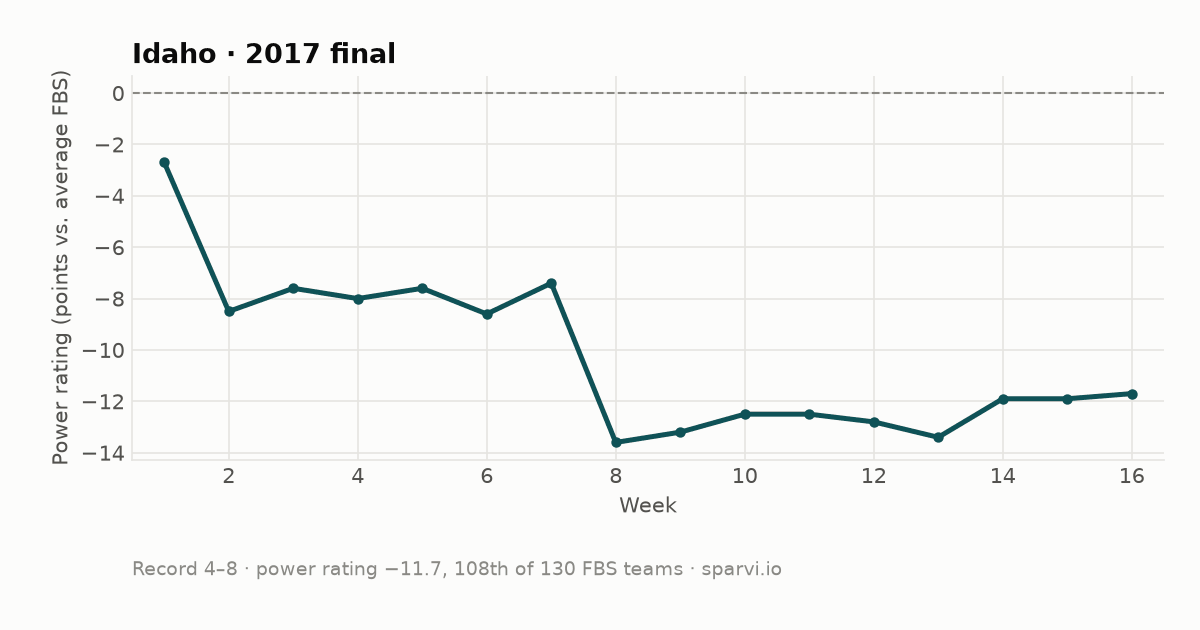 Idaho · 2017 final
Power rating (points vs. average FBS)
0
−2
−4
−6
−8
−10
−12
−14
2 4 6 8 10 12 14 16
Week
Record 4–8 · power rating −11.7, 108th of 130 FBS teams · sparvi.io